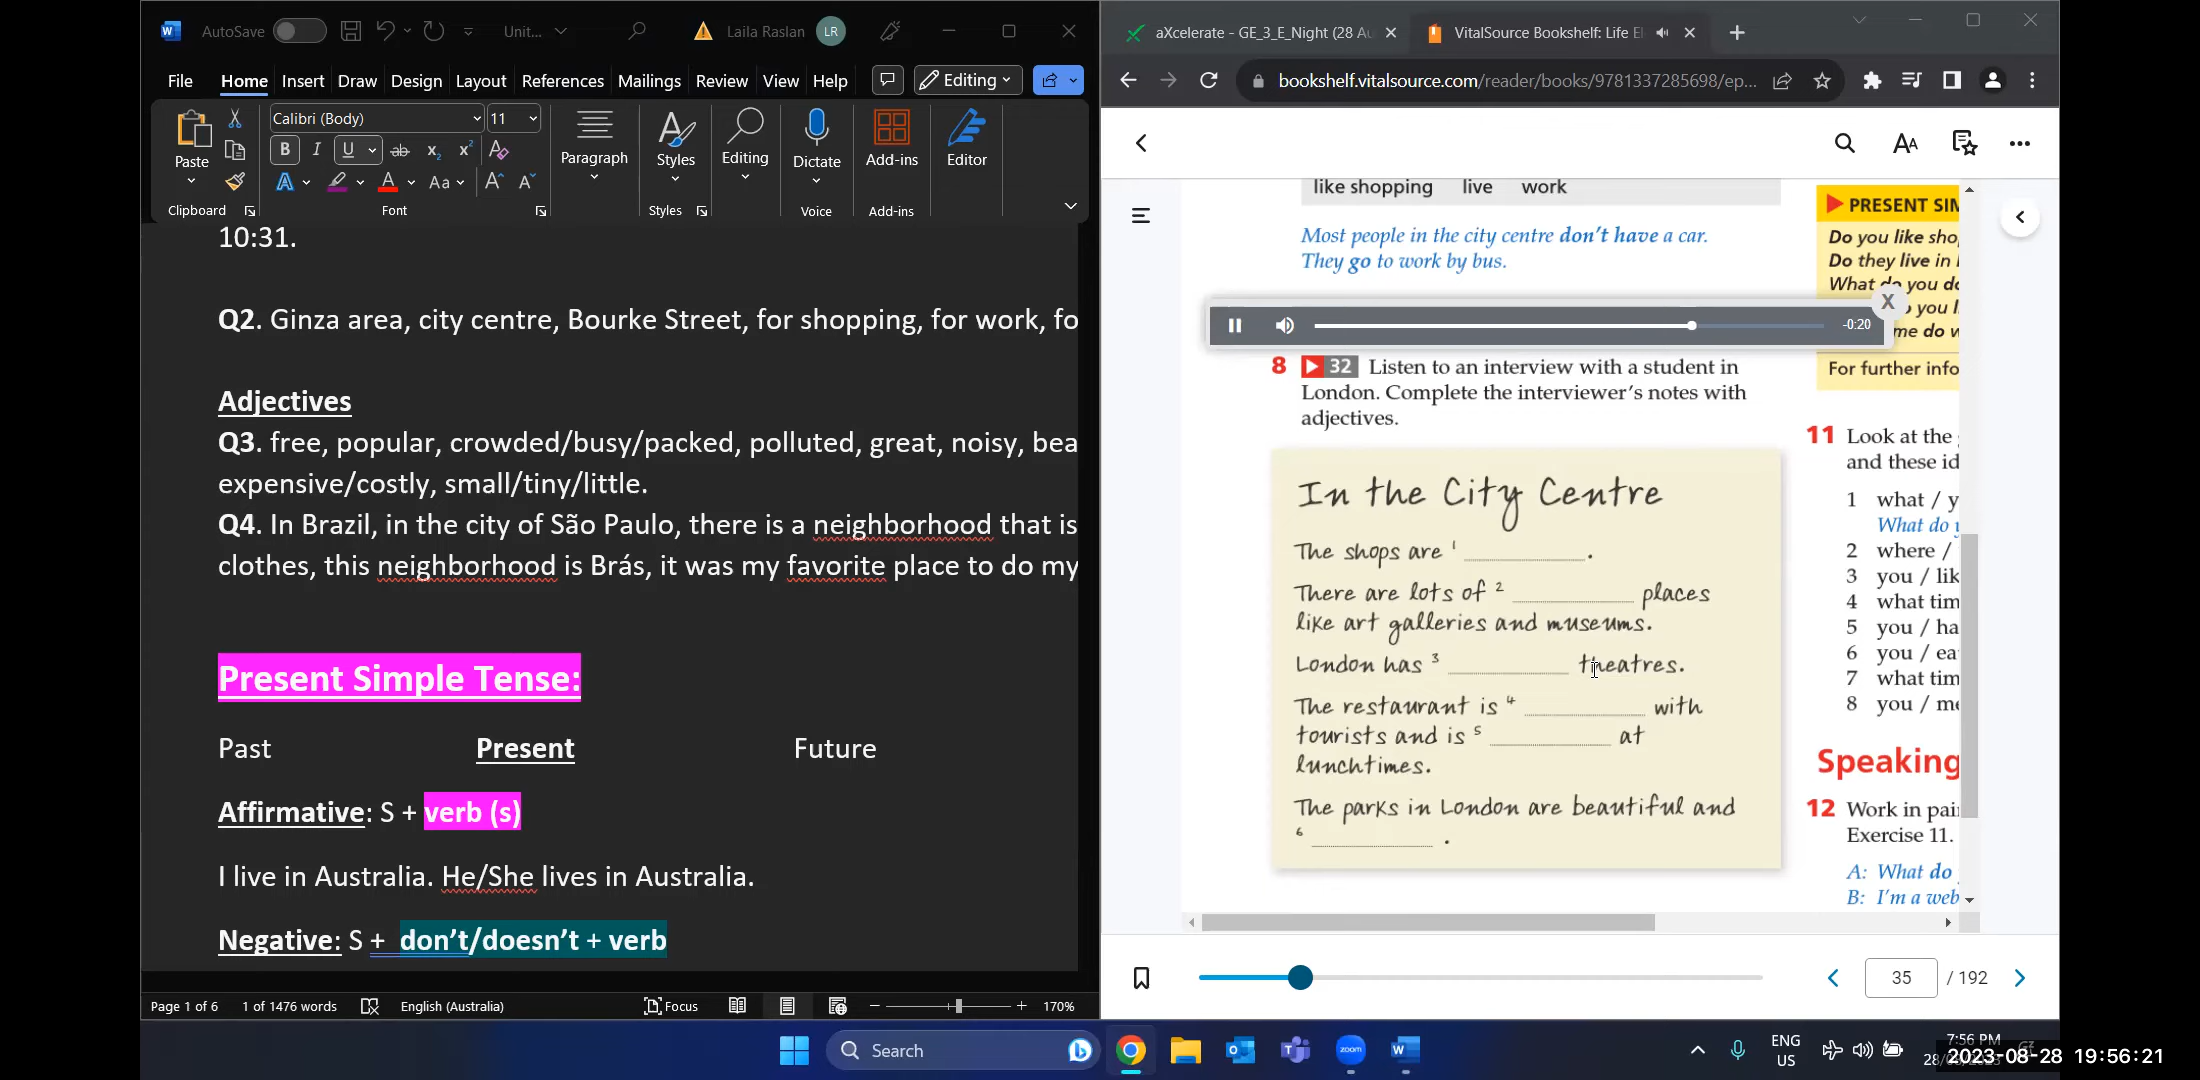 AutoSave
Unit...
Laila Raslan
LR
File Home Insert Draw Design Layout References Mailings Review View Help
Editing
Calibri (Body)
11
Paste
B I U ab x₂ x² A
A A Aa A A
Paragraph
Styles
Editing
Dictate
Add-ins
Editor
Clipboard
Font
Styles
Voice
Add-ins
10:31.
Q2. Ginza area, city centre, Bourke Street, for shopping, for work, fo
Adjectives
Q3. free, popular, crowded/busy/packed, polluted, great, noisy, bea
expensive/costly, small/tiny/little.
Q4. In Brazil, in the city of São Paulo, there is a neighborhood that is
clothes, this neighborhood is Brás, it was my favorite place to do my
Present Simple Tense:
Past Present Future
Affirmative: S + verb (s)
I live in Australia. He/She lives in Australia.
Negative: S + don't/doesn't + verb
Page 1 of 6
1 of 1476 words
English (Australia)
Focus
170%
aXcelerate - GE_3_E_Night (28 Au
VitalSource Bookshelf: Life El
bookshelf.vitalsource.com/reader/books/9781337285698/ep...
AA
like shopping live work
Most people in the city centre don't have a car.
They go to work by bus.
X
-0:20
8 32 Listen to an interview with a student in
London. Complete the interviewer's notes with
adjectives.
In the City Centre
The shops are 1 .
There are lots of 2 places
like art galleries and museums.
London has 3 theatres.
The restaurant is 4 with
tourists and is 5 at
lunchtimes.
The parks in London are beautiful and
6 .
PRESENT SIM
Do you like sho
Do they live in
What do you do
you l
me do w
For further info
11 Look at the
and these id
1 what / y
What do
2 where /
3 you / lik
4 what tim
5 you / ha
6 you / ea
7 what tim
8 you / me
Speaking
12 Work in pai
Exercise 11.
A: What do
B: I'm a web
35 / 192
Search
zoom
ENG
US
7:56 PM
2023-08-28 19:56:21